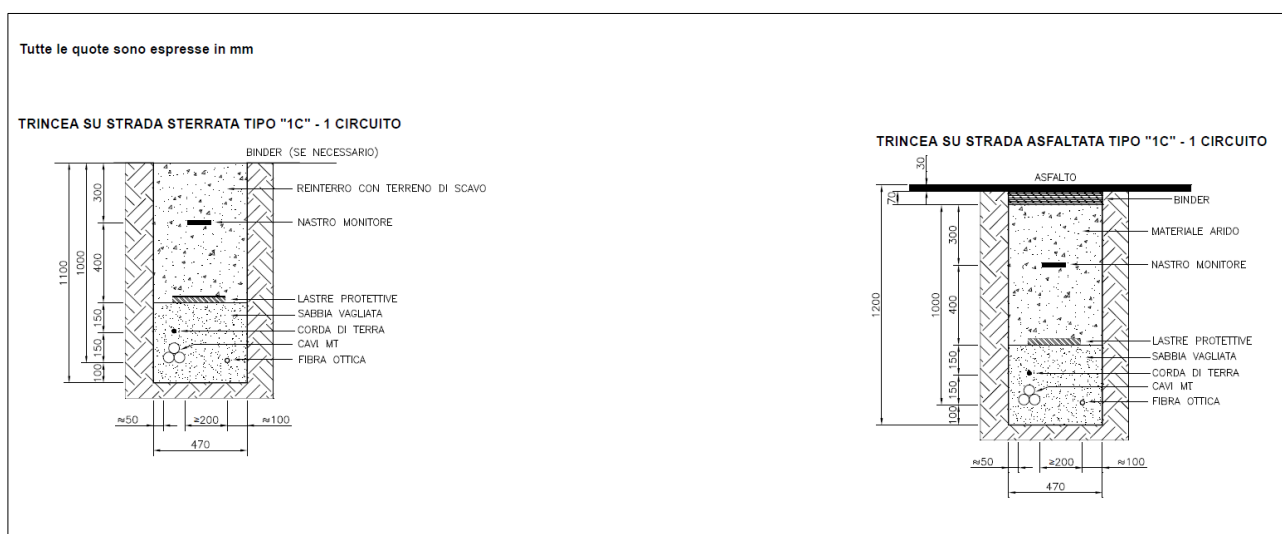 Tutte le quote sono espresse in mm
TRINCEA SU STRADA STERRATA TIPO "1C" - 1 CIRCUITO
BINDER (SE NECESSARIO)
REINTERRO CON TERRENO DI SCAVO
NASTRO MONITORE
LASTRE PROTETTIVE
SABBIA VAGLIATA
CORDA DI TERRA
CAVI MT
FIBRA OTTICA
1100
1000
300
400
150
150
100
≈50
≥200
≈100
470
TRINCEA SU STRADA ASFALTATA TIPO "1C" - 1 CIRCUITO
30
ASFALTO
70
BINDER
MATERIALE ARIDO
NASTRO MONITORE
LASTRE PROTETTIVE
SABBIA VAGLIATA
CORDA DI TERRA
CAVI MT
FIBRA OTTICA
1200
1000
300
400
150
150
100
≈50
≥200
≈100
470